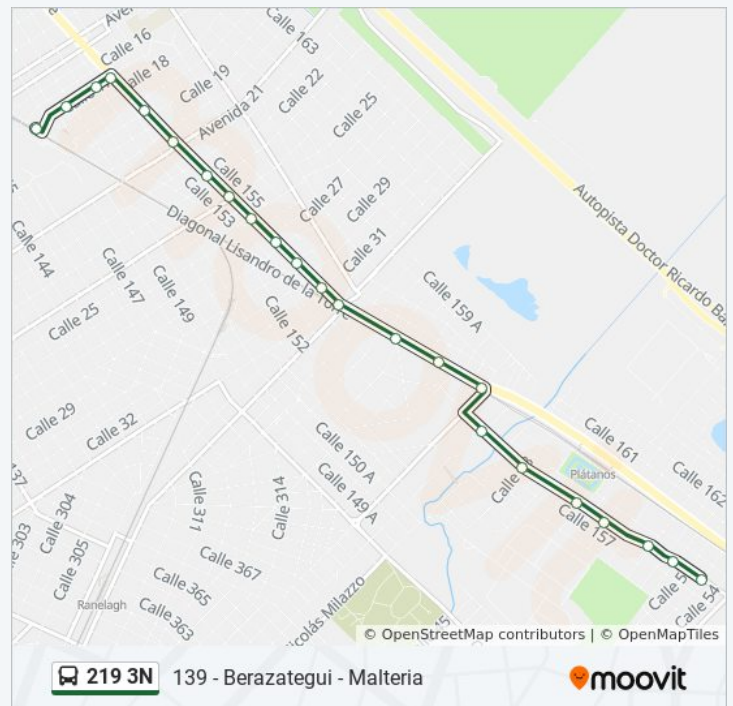 Calle 163
Calle 16
Calle 18
Calle 19
Calle 22
Avenida 21
Calle 25
Calle 155
Calle 153
Calle 27
Calle 29
Calle 31
Diagonal Lisandro de la Torre
Autopista Doctor Ricardo Bal
Calle 144
Calle 147
Calle 149
Calle 25
Calle 152
Calle 159 A
Calle 29
Calle 32
Calle 150 A
Calle 149 A
Calle 161
Calle 162
Plátanos
Calle 157
Calle 311
Calle 314
Calle 304
Calle 305
Calle 367
Calle 365
Calle 363
Ranelagh
Calle 54
137
© OpenStreetMap contributors | © OpenMapTiles
219 3N
139 - Berazategui - Malteria
moovit